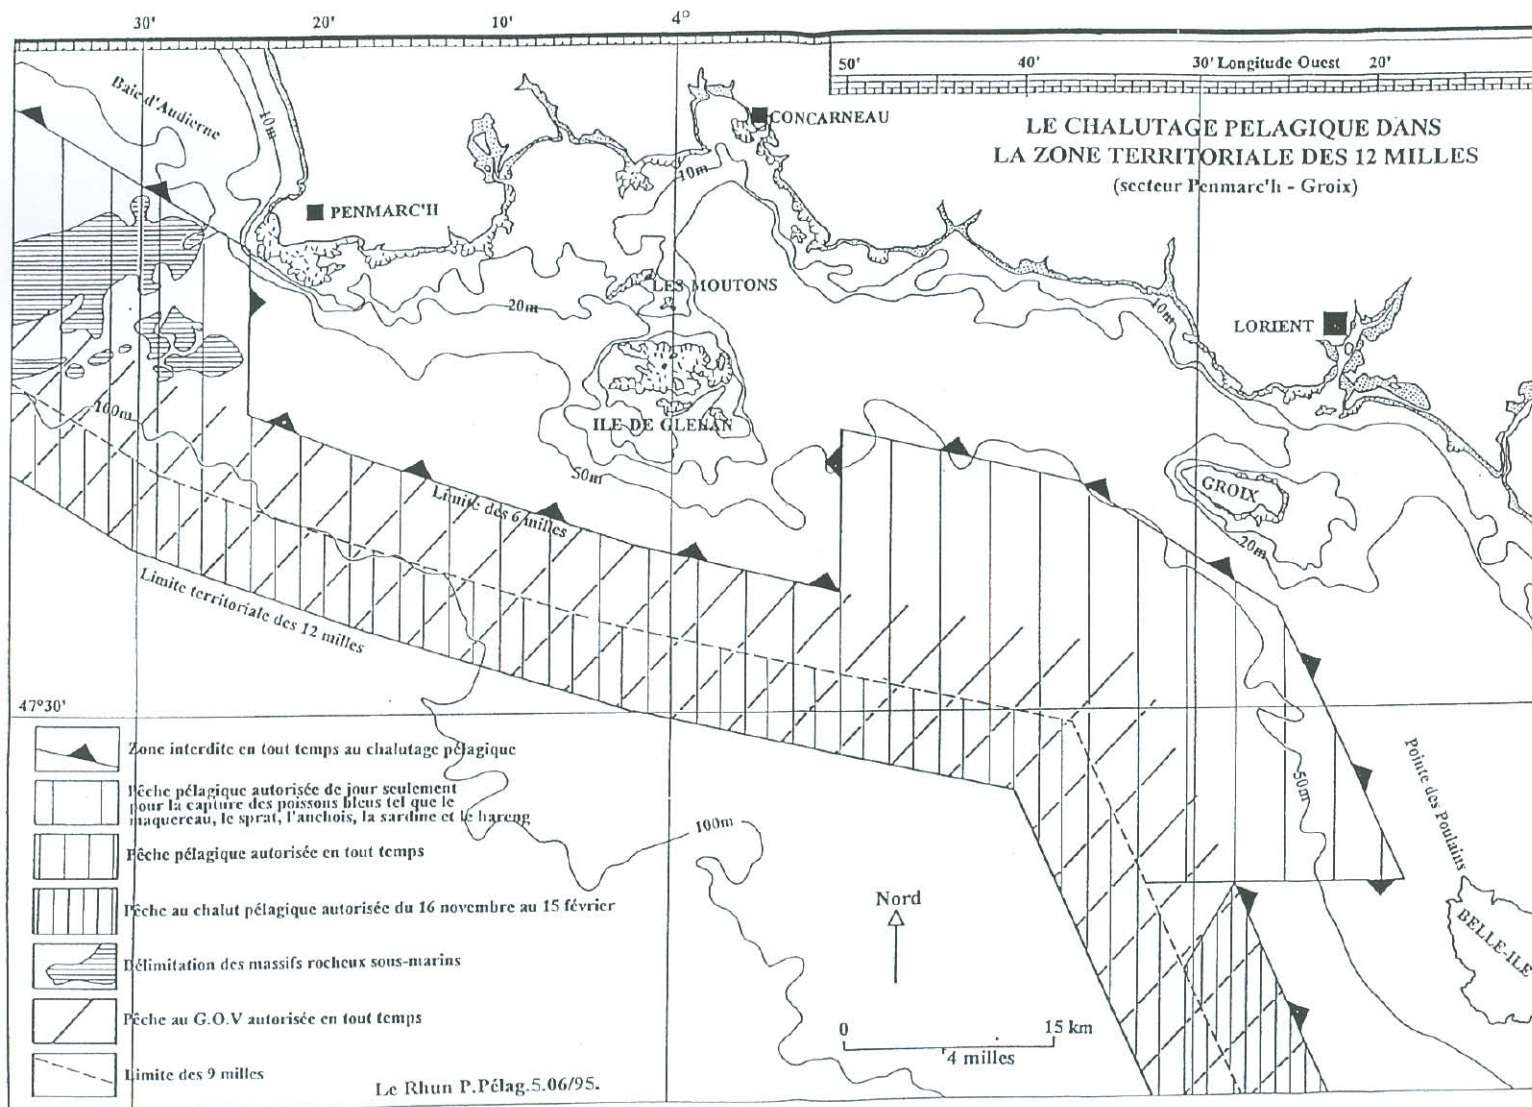 30'
20'
10'
4°
50'
40'
30' Longitude Ouest
20'
Baie d'Audierne
10m
CONCARNEAU
LE CHALUTAGE PELAGIQUE DANS
LA ZONE TERRITORIALE DES 12 MILLES
(secteur Penmarc'h - Groix)
10m
PENMARC'H
LES MOUTONS
20m
10m
LORIENT
100m
ILE DE GLENAN
50m
GROIX
Limite des 6 milles
20m
Limite territoriale des 12 milles
47°30'
Zone interdite en tout temps au chalutage pélagique
Pêche pélagique autorisée de jour seulement
pour la capture des poissons bleus tel que le
maquereau, le sprat, l'anchois, la sardine et le hareng
Pêche pélagique autorisée en tout temps
Pêche au chalut pélagique autorisée du 16 novembre au 15 février
Délimitation des massifs rocheux sous-marins
Pêche au G.O.V autorisée en tout temps
Limite des 9 milles
50m
Pointe des Poulains
100m
Nord
BELLE-ILE
0
15 km
4 milles
Le Rhun P.Pélag.5.06/95.